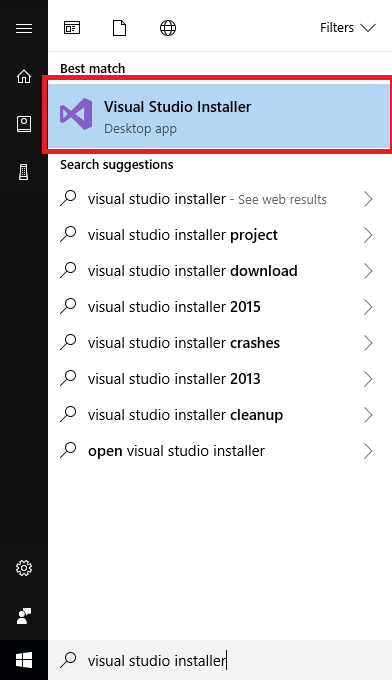 Filters
Best match
Visual Studio Installer
Desktop app
Search suggestions
visual studio installer - See web results
visual studio installer project
visual studio installer download
visual studio installer 2015
visual studio installer crashes
visual studio installer 2013
visual studio installer cleanup
open visual studio installer
visual studio installer